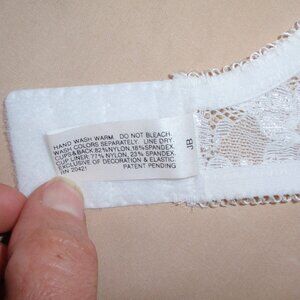 HAND WASH WARM. DO NOT BLEACH.
WASH COLORS SEPARATELY. LINE DRY.
CUPS&BACK: 82%NYLON, 18%SPANDEX.
CUP LINER: 77% NYLON, 23% SPANDEX.
EXCLUSIVE OF DECORATION & ELASTIC.
RN 20421 PATENT PENDING
JB